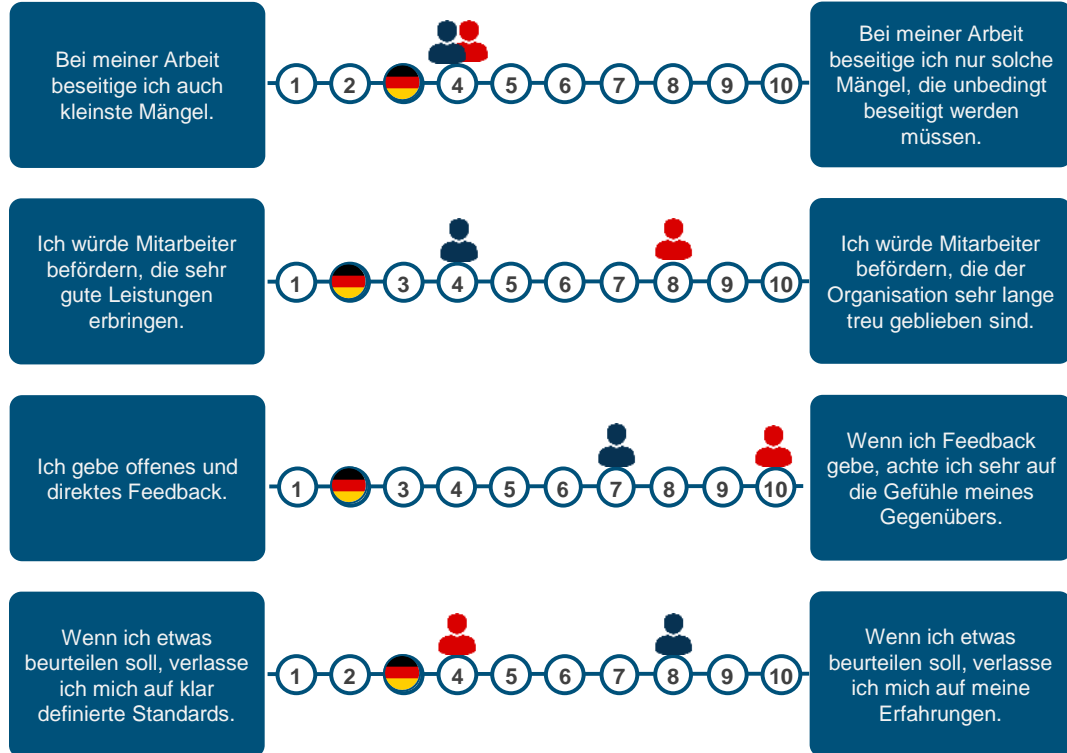 Bei meiner Arbeit
beseitige ich auch
kleinste Mängel.
1 2 4 5 6 7 8 9 10
Bei meiner Arbeit
beseitige ich nur solche
Mängel, die unbedingt
beseitigt werden
müssen.
Ich würde Mitarbeiter
befördern, die sehr
gute Leistungen
erbringen.
1 3 4 5 6 7 8 9 10
Ich würde Mitarbeiter
befördern, die der
Organisation sehr lange
treu geblieben sind.
Ich gebe offenes und
direktes Feedback.
1 3 4 5 6 7 8 9 10
Wenn ich Feedback
gebe, achte ich sehr auf
die Gefühle meines
Gegenübers.
Wenn ich etwas
beurteilen soll, verlasse
ich mich auf klar
definierte Standards.
1 2 4 5 6 7 8 9 10
Wenn ich etwas
beurteilen soll, verlasse
ich mich auf meine
Erfahrungen.